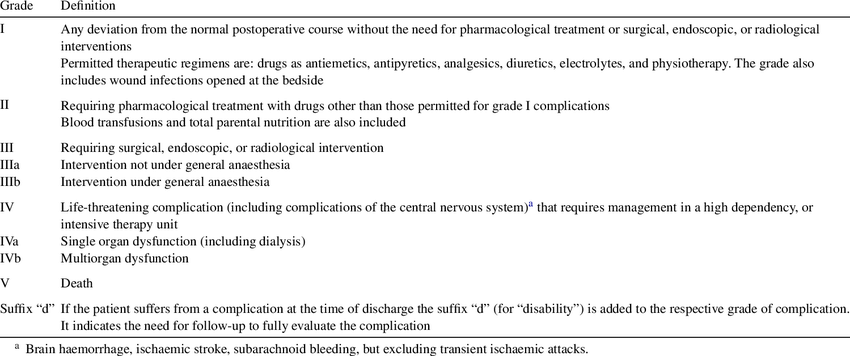 Grade Definition
I Any deviation from the normal postoperative course without the need for pharmacological treatment or surgical, endoscopic, or radiological
interventions
Permitted therapeutic regimens are: drugs as antiemetics, antipyretics, analgesics, diuretics, electrolytes, and physiotherapy. The grade also
includes wound infections opened at the bedside
II Requiring pharmacological treatment with drugs other than those permitted for grade I complications
Blood transfusions and total parental nutrition are also included
III Requiring surgical, endoscopic, or radiological intervention
IIIa Intervention not under general anaesthesia
IIIb Intervention under general anaesthesia
IV Life-threatening complication (including complications of the central nervous system)a that requires management in a high dependency, or
intensive therapy unit
IVa Single organ dysfunction (including dialysis)
IVb Multiorgan dysfunction
V Death
Suffix “d” If the patient suffers from a complication at the time of discharge the suffix “d” (for “disability”) is added to the respective grade of complication.
It indicates the need for follow-up to fully evaluate the complication
a Brain haemorrhage, ischaemic stroke, subarachnoid bleeding, but excluding transient ischaemic attacks.